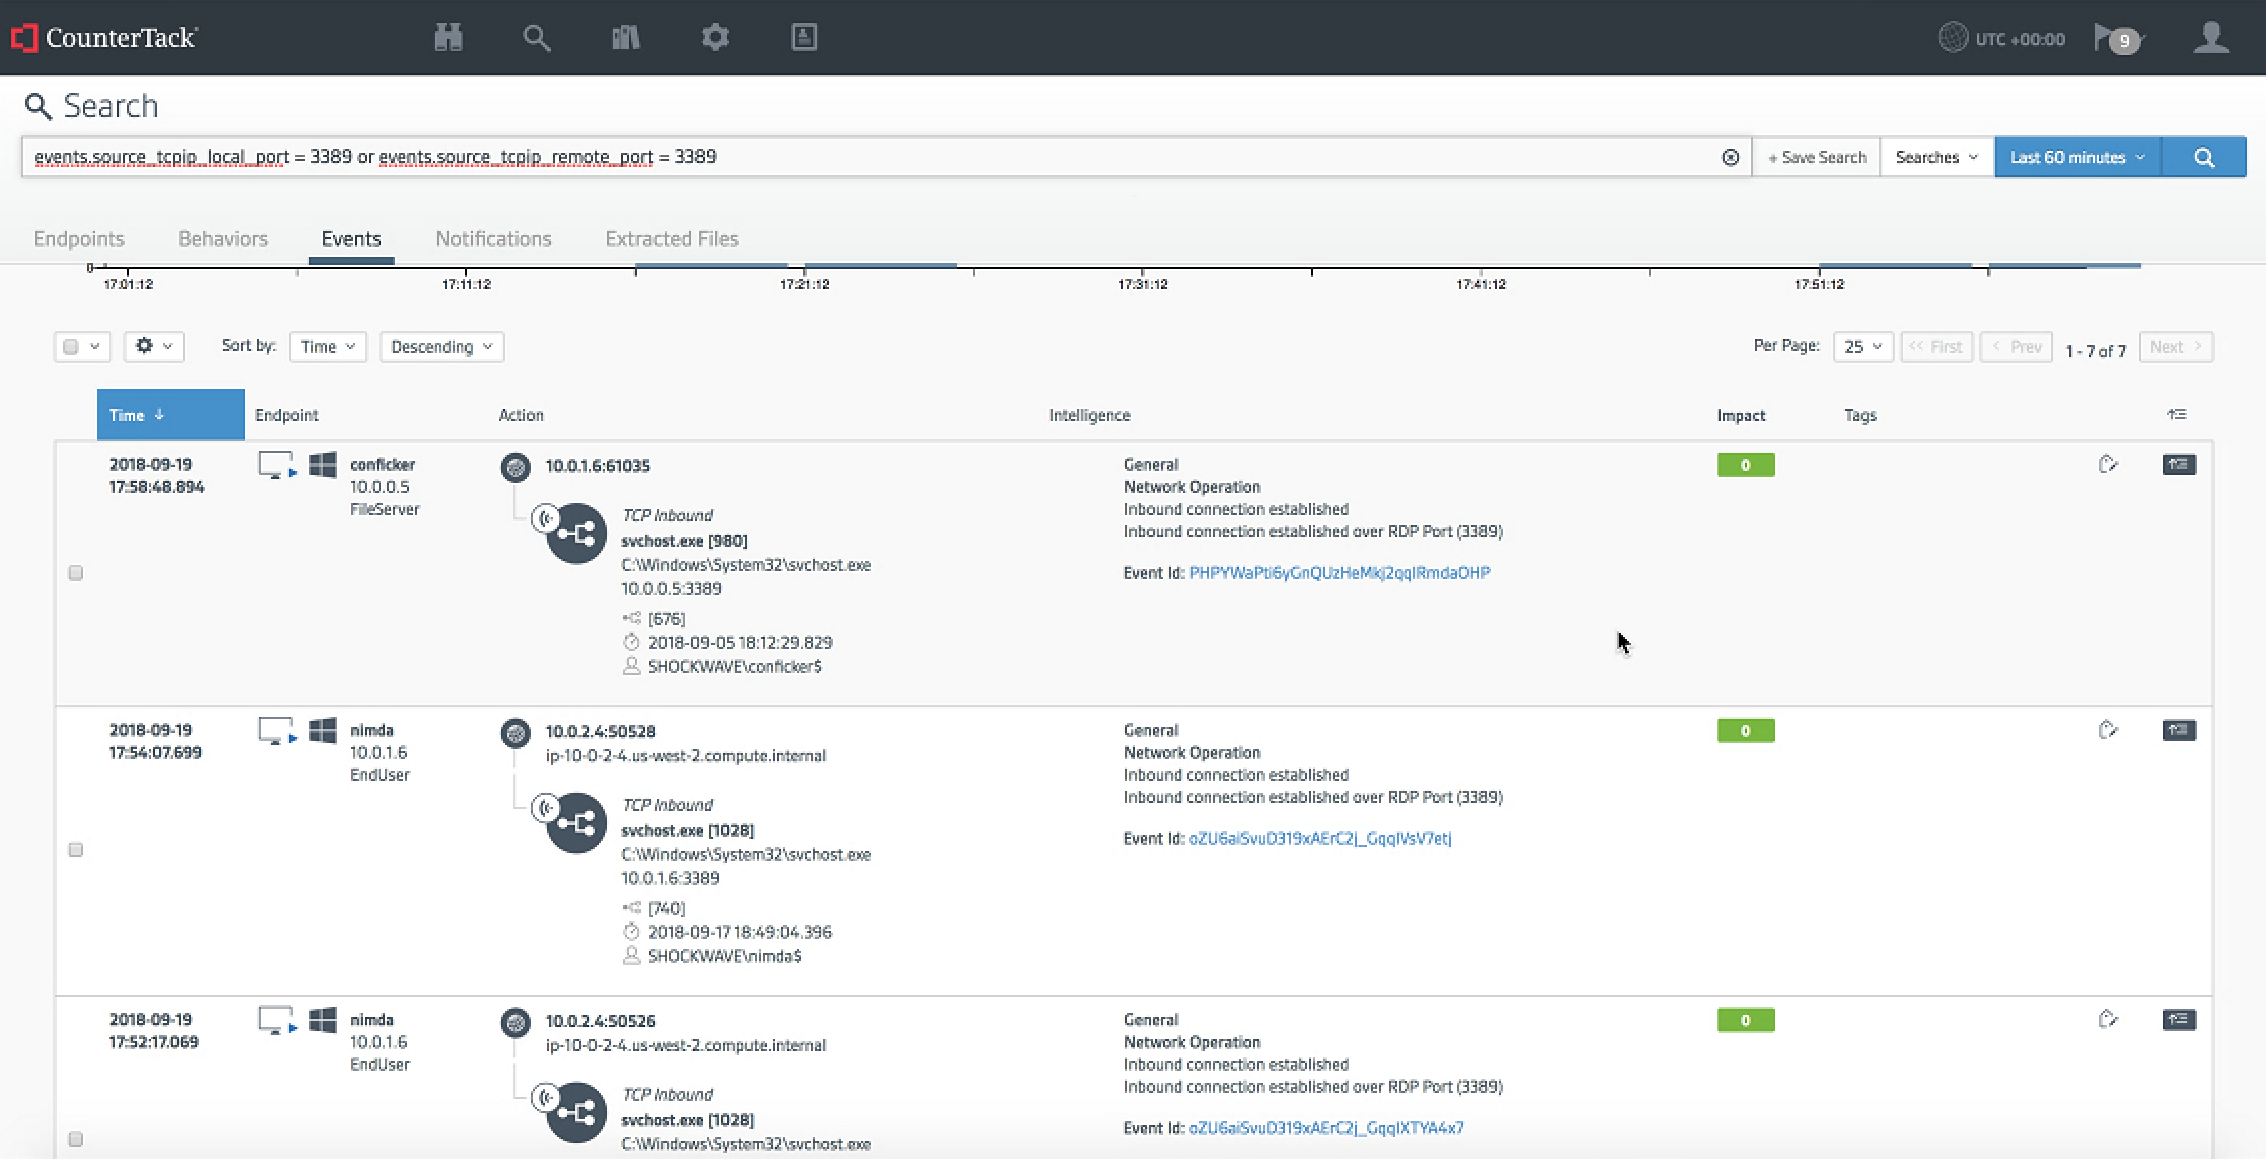 CounterTack
UTC +00:00
9
Search
events.source_tcpip_local_port = 3389 or events.source_tcpip_remote_port = 3389
+ Save Search
Searches
Last 60 minutes
Endpoints
Behaviors
Events
Notifications
Extracted Files
0
17:01:12
17:11:12
17:21:12
17:31:12
17:41:12
17:51:12
Sort by:
Time
Descending
Per Page:
25
<< First
< Prev
1 - 7 of 7
Next >
Time
Endpoint
Action
Intelligence
Impact
Tags
2018-09-19
17:58:48.894
conficker
10.0.0.5
FileServer
10.0.1.6:61035
TCP Inbound
svchost.exe [980]
C:\Windows\System32\svchost.exe
10.0.0.5:3389
[676]
2018-09-05 18:12:29.829
SHOCKWAVE\conficker$
General
Network Operation
Inbound connection established
Inbound connection established over RDP Port (3389)
Event Id: PHPYWaPti6yGnQUzHeMkj2qqIRmdaOHP
0
2018-09-19
17:54:07.699
nimda
10.0.1.6
EndUser
10.0.2.4:50528
ip-10-0-2-4.us-west-2.compute.internal
TCP Inbound
svchost.exe [1028]
C:\Windows\System32\svchost.exe
10.0.1.6:3389
[740]
2018-09-17 18:49:04.396
SHOCKWAVE\nimda$
General
Network Operation
Inbound connection established
Inbound connection established over RDP Port (3389)
Event Id: oZU6aiSvuD319xAErC2j_GqqIVsV7etj
0
2018-09-19
17:52:17.069
nimda
10.0.1.6
EndUser
10.0.2.4:50526
ip-10-0-2-4.us-west-2.compute.internal
TCP Inbound
svchost.exe [1028]
C:\Windows\System32\svchost.exe
General
Network Operation
Inbound connection established
Inbound connection established over RDP Port (3389)
Event Id: oZU6aiSvuD319xAErC2j_GqqIXTYA4x7
0